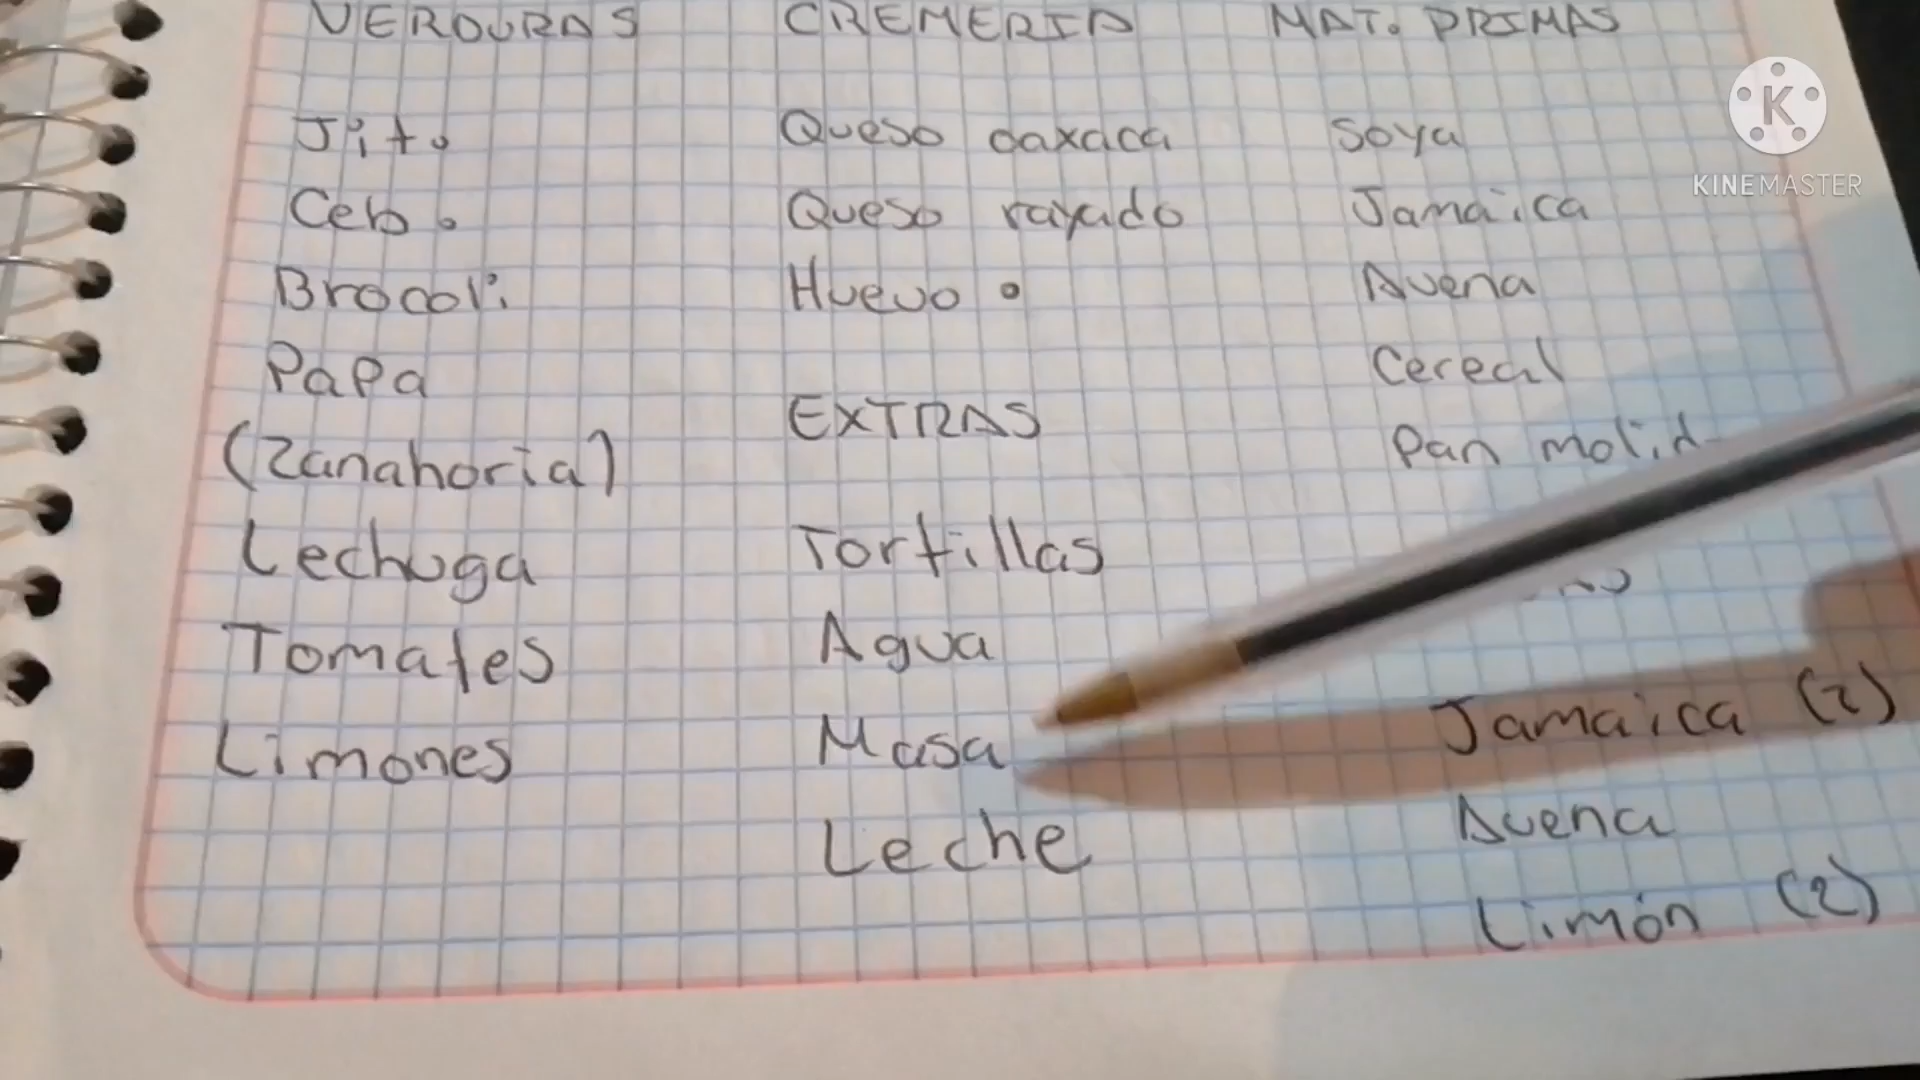 VERDURAS
Jito
Ceb.
Brocoli
Papa
(Zanahoria)
Lechuga
Tomates
Limones
CREMERIA
Queso oaxaca
Queso rayado
Huevo
EXTRAS
Tortillas
Agua
Masa
Leche
MAT. PRIMAS
Soya
Jamaica
Avena
Cereal
Pan
Jamaica (2)
Avena
Limón (2)
K
KINEMASTER